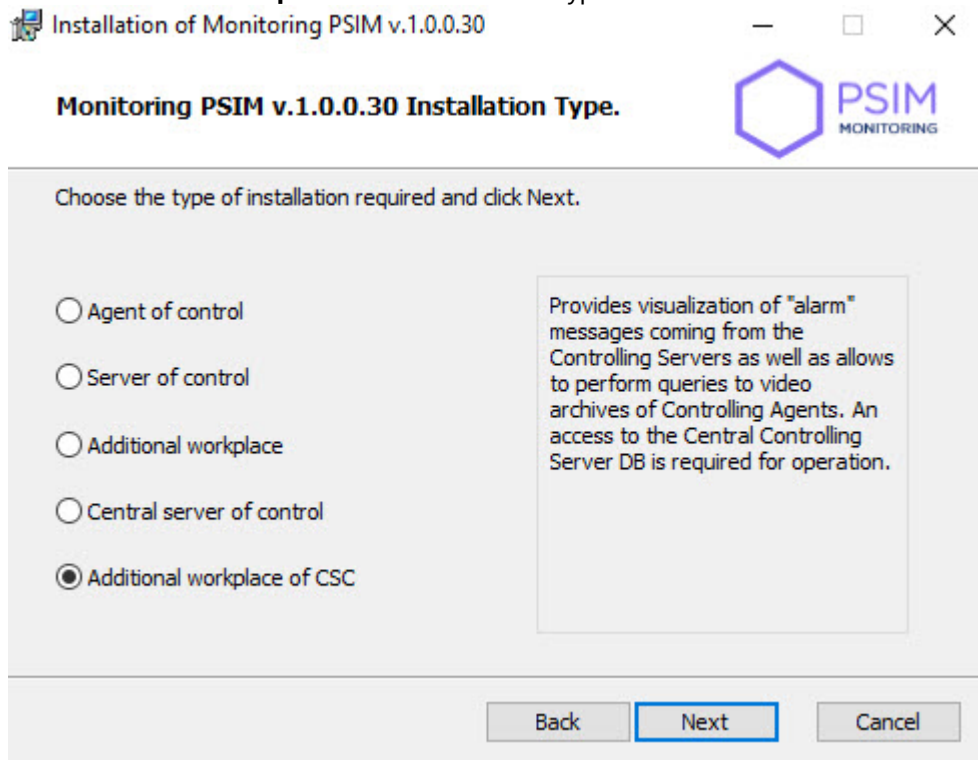 Installation of Monitoring PSIM v.1.0.0.30
Monitoring PSIM v.1.0.0.30 Installation Type.
PSIM
MONITORING
Choose the type of installation required and click Next.
Agent of control
Server of control
Additional workplace
Central server of control
Additional workplace of CSC
Provides visualization of "alarm"
messages coming from the
Controlling Servers as well as allows
to perform queries to video
archives of Controlling Agents. An
access to the Central Controlling
Server DB is required for operation.
Back
Next
Cancel